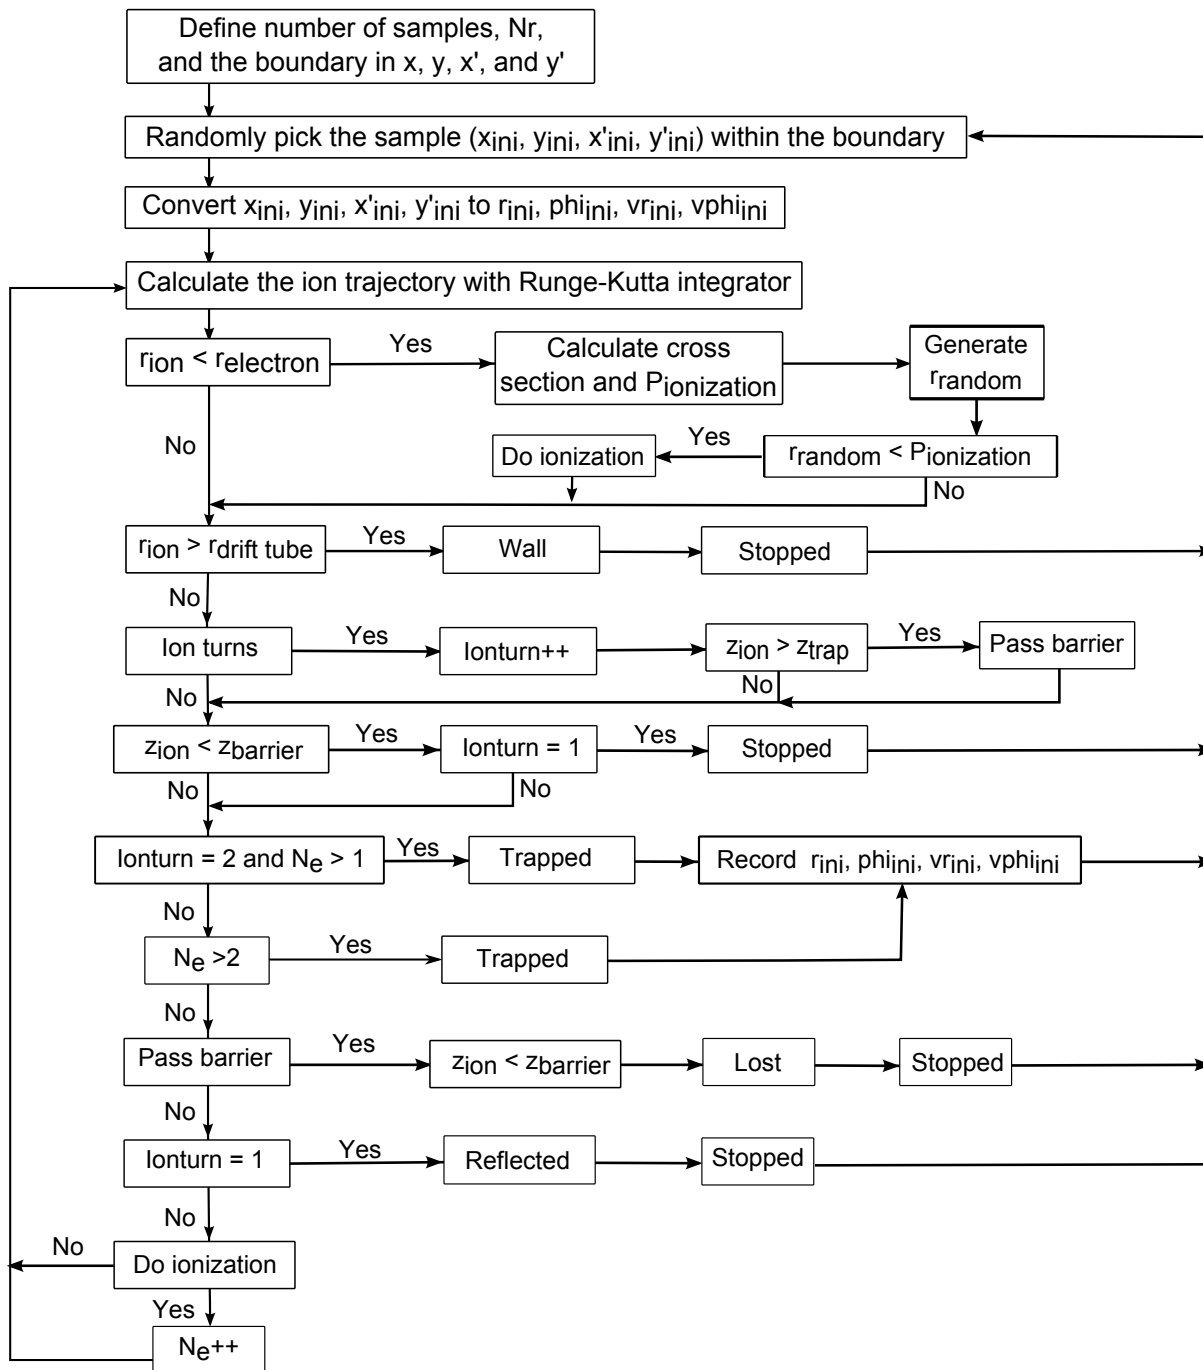 Define number of samples, Nr,
and the boundary in x, y, x', and y'
Randomly pick the sample (xini, yini, x'ini, y'ini) within the boundary
Convert xini, yini, x'ini, y'ini to rini, phiini, vrini, vphiini
Calculate the ion trajectory with Runge-Kutta integrator
rion < relectron
Yes
Calculate cross
section and Pionization
Generate
rrandom
No
Do ionization
Yes
rrandom < Pionization
No
rion > rdrift tube
Yes
Wall
Stopped
No
Ion turns
Yes
Ionturn++
zion > ztrap
Yes
Pass barrier
No
No
zion < zbarrier
Yes
Ionturn = 1
Yes
Stopped
No
No
Ionturn = 2 and Ne > 1
Yes
Trapped
Record rini, phiini, vrini, vphiini
No
Ne >2
Yes
Trapped
No
Pass barrier
Yes
zion < zbarrier
Lost
Stopped
No
Ionturn = 1
Yes
Reflected
Stopped
No
No
Do ionization
Yes
Ne++